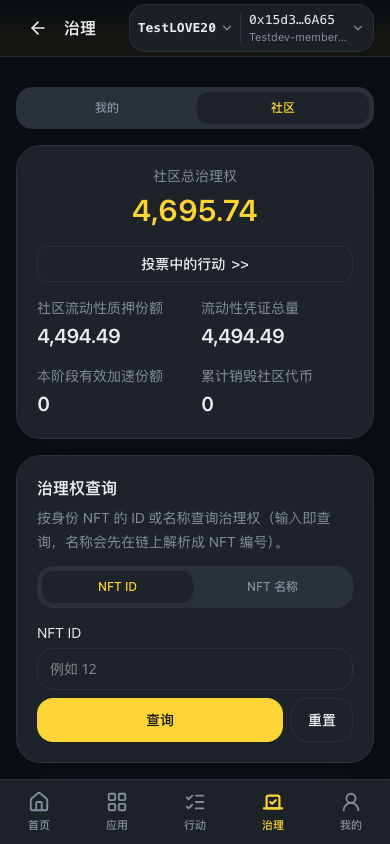 治理
TestLOVE20
0x15d3…6A65
Testdev-member...
我的
社区
社区总治理权
4,695.74
投票中的行动 >>
社区流动性质押份额
流动性凭证总量
4,494.49
4,494.49
本阶段有效加速份额
累计销毁社区代币
0
0
治理权查询
按身份 NFT 的 ID 或名称查询治理权（输入即查
询，名称会先在链上解析成 NFT 编号）。
NFT ID
NFT 名称
NFT ID
例如 12
查询
重置
首页
应用
行动
治理
我的